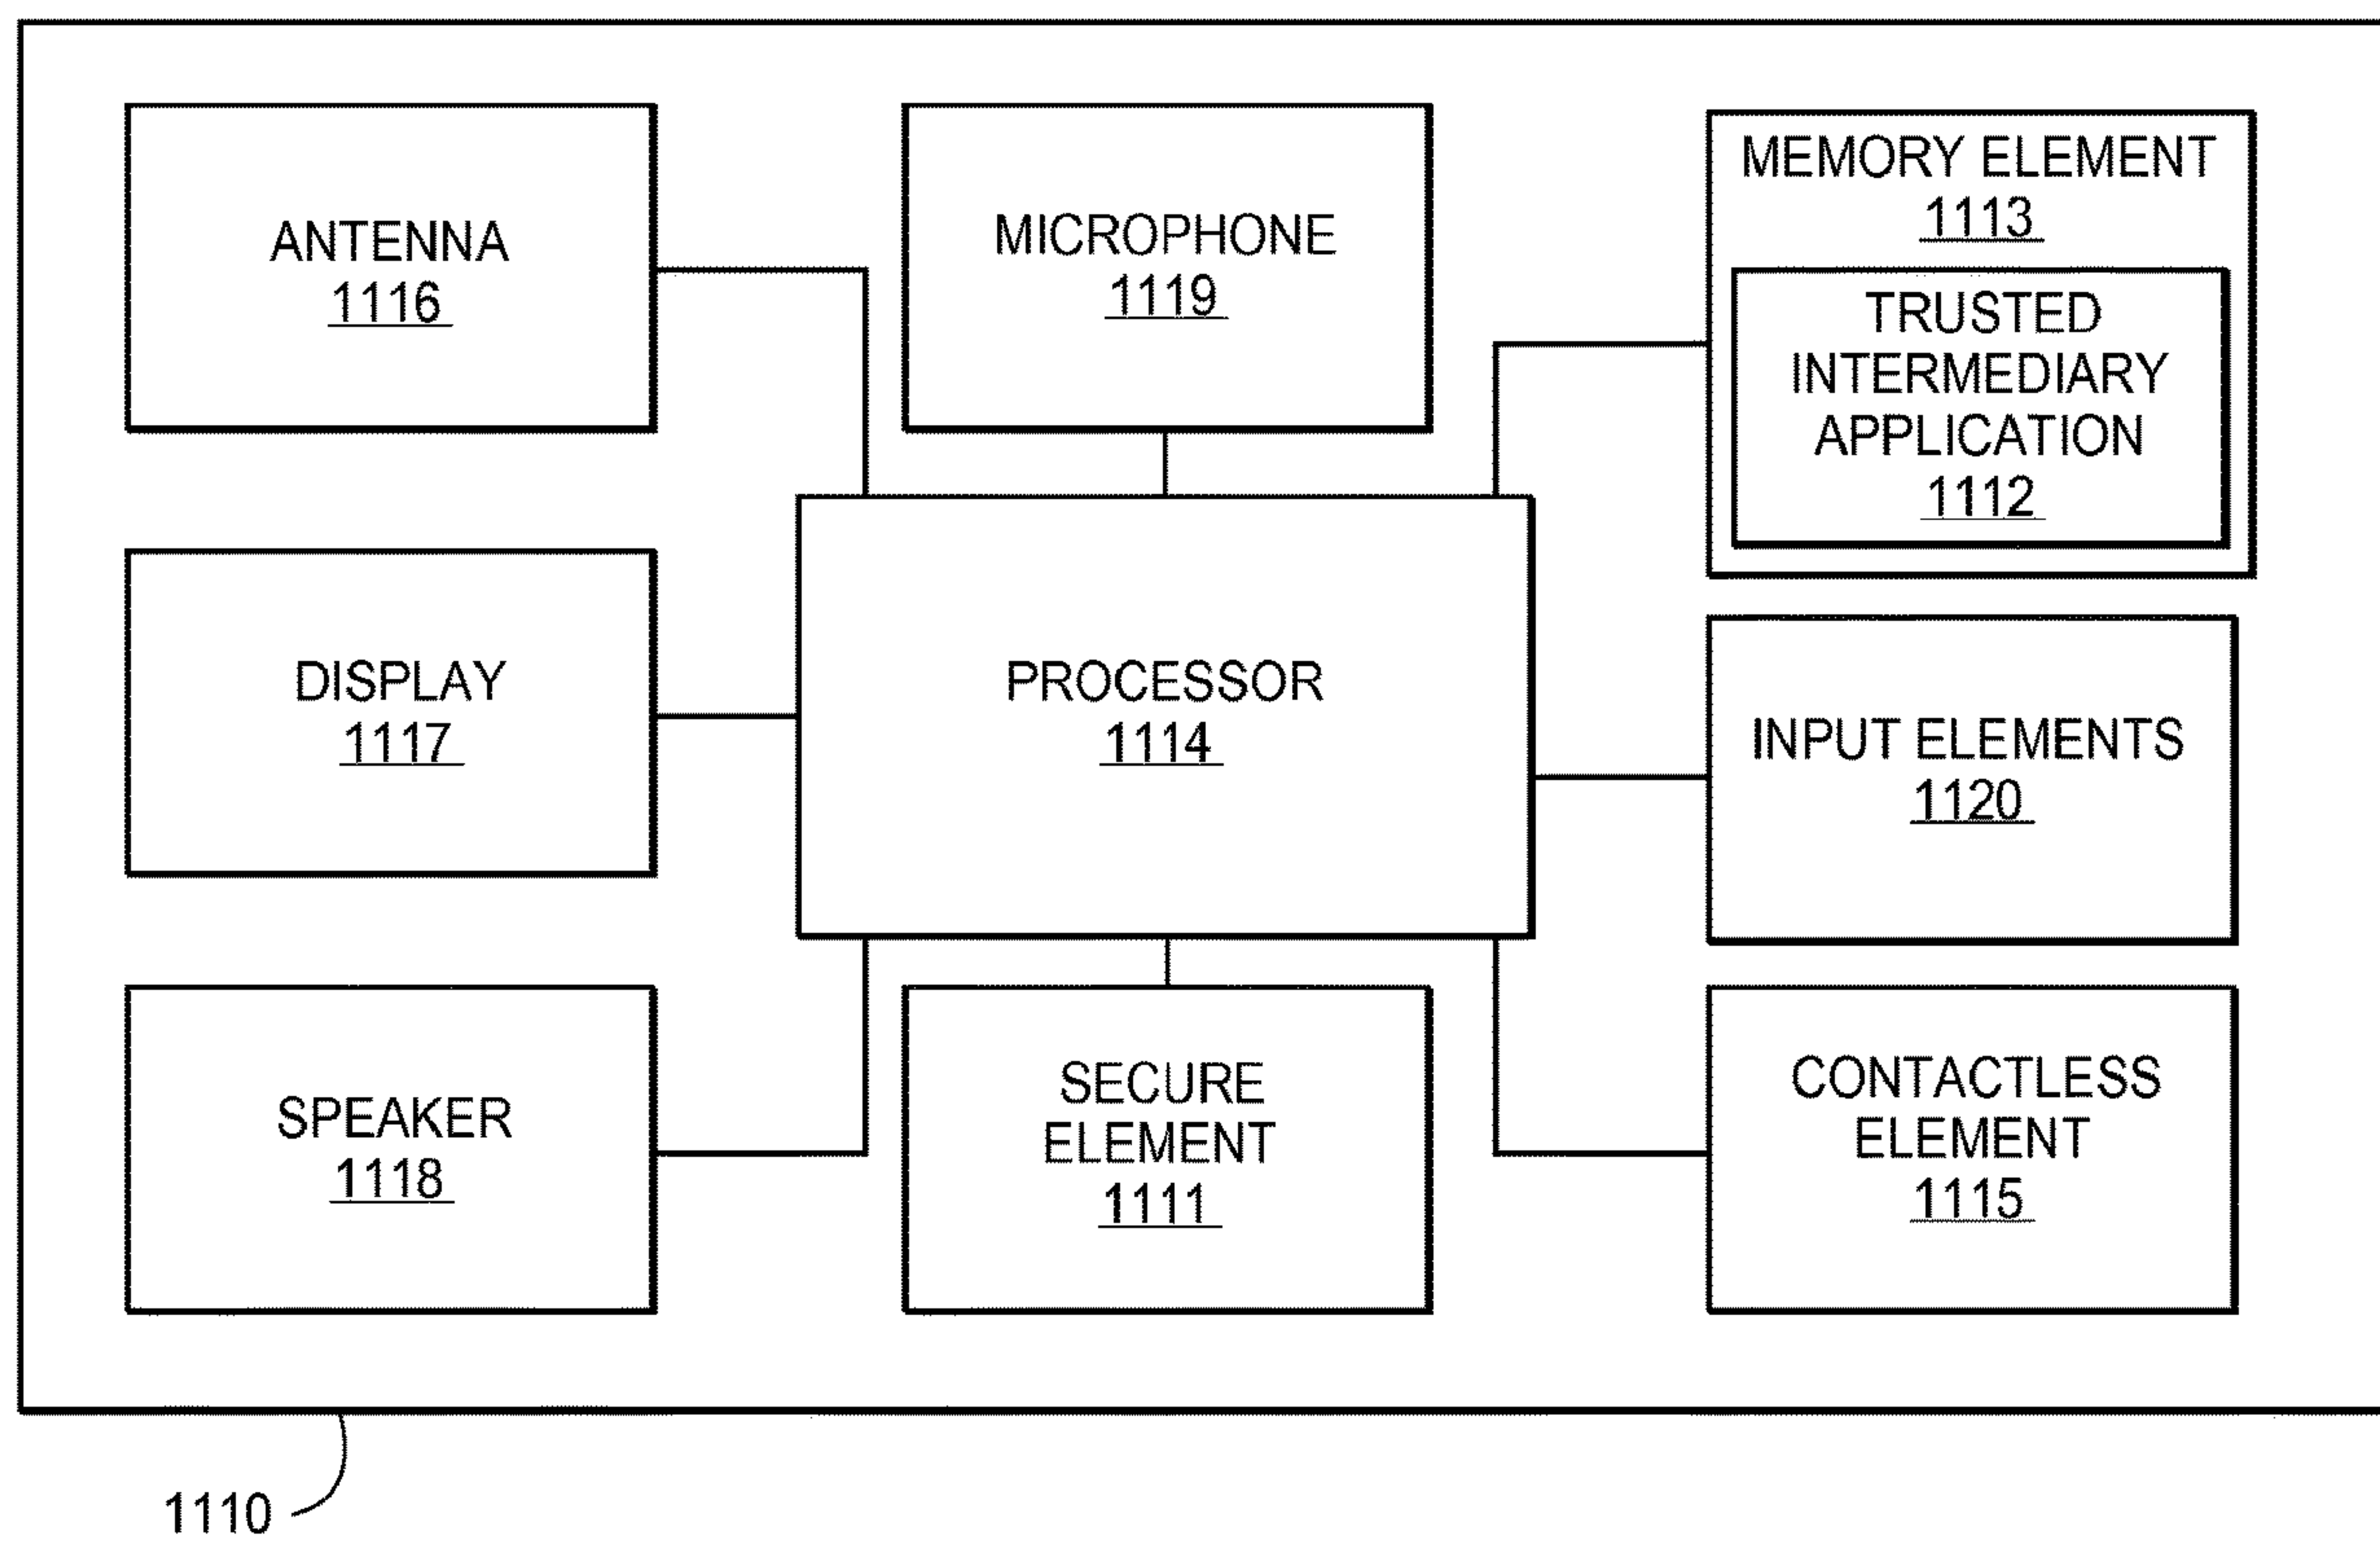 ANTENNA
1116
MICROPHONE
1119
MEMORY ELEMENT
1113
TRUSTED
INTERMEDIARY
APPLICATION
1112
DISPLAY
1117
PROCESSOR
1114
INPUT ELEMENTS
1120
SPEAKER
1118
SECURE
ELEMENT
1111
CONTACTLESS
ELEMENT
1115
1110